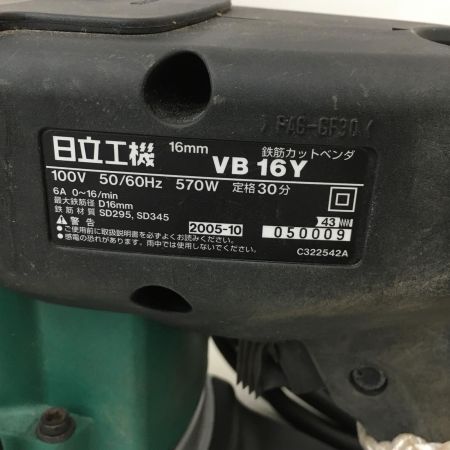 >PA6-GF30<
日立工機 16mm VB 16Y 鉄筋カットベンダ
100V 50/60Hz 570W 定格30分
6A 0~16/min
最大鉄筋径 D16mm
鉄筋材質 SD295, SD345
⚠警告
●ご使用前に取扱説明書を必ずよくお読みください。
●感電の恐れがあります。雨中では使用しないでください。
2005-10
43
050009
C322542A